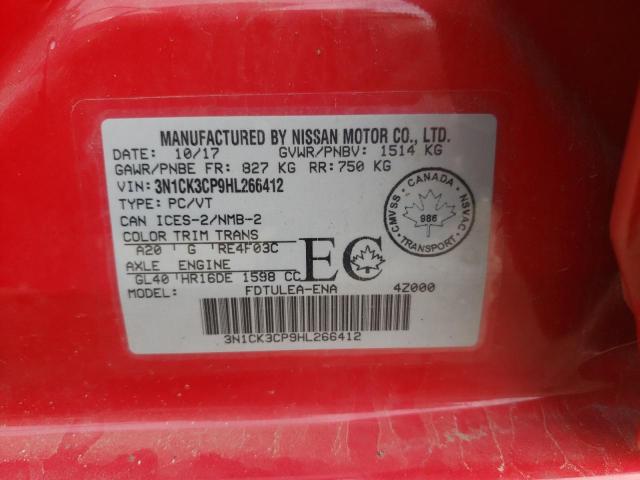 MANUFACTURED BY NISSAN MOTOR CO., LTD.
DATE: 10/17 GVWR/PNBV: 1514 KG
GAWR/PNBE FR: 827 KG RR: 750 KG
VIN: 3N1CK3CP9HL266412
TYPE: PC/VT
CAN ICES-2/NMB-2
COLOR TRIM TRANS
A20 ' G ' RE4F03C
AXLE ENGINE
GL40 ' HR16DE 1598 CC
MODEL: FDTULEA-ENA 4Z000
EC
CANADA
CMVSS • NSVAC
986
TRANSPORT
3N1CK3CP9HL266412